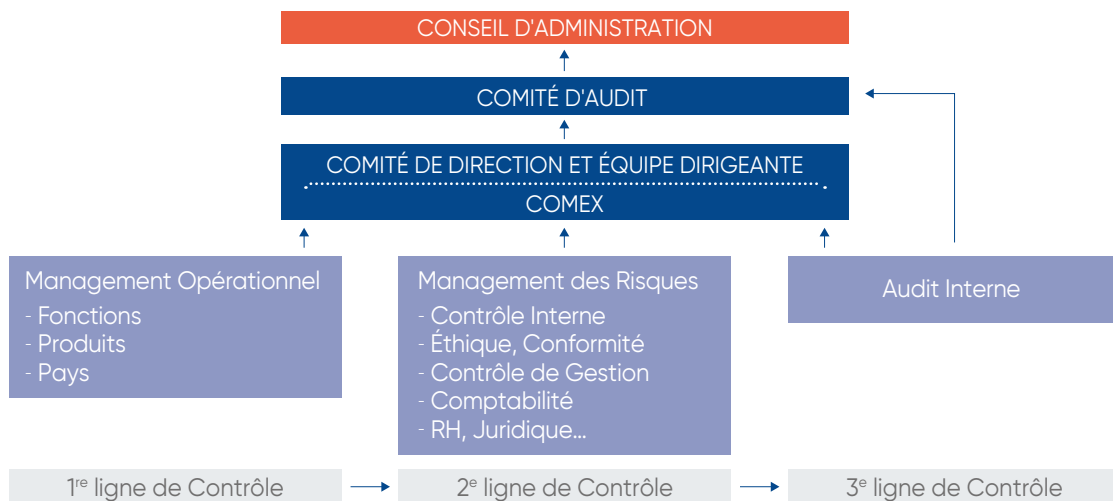 CONSEIL D'ADMINISTRATION
COMITÉ D'AUDIT
COMITÉ DE DIRECTION ET ÉQUIPE DIRIGEANTE
COMEX
Management Opérationnel
- Fonctions
- Produits
- Pays
Management des Risques
- Contrôle Interne
- Éthique, Conformité
- Contrôle de Gestion
- Comptabilité
- RH, Juridique…
Audit Interne
1re ligne de Contrôle
2e ligne de Contrôle
3e ligne de Contrôle